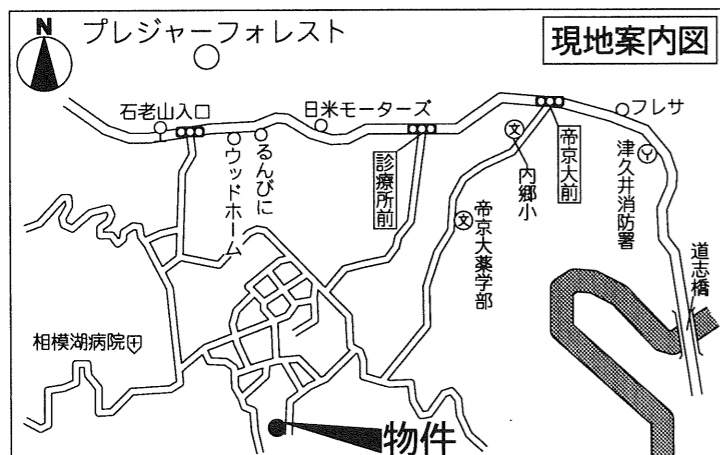 N
プレジャーフォレスト
現地案内図
石老山入口
日米モーターズ
フレサ
るんびに
ウッドホーム
診療所前
文
内郷小
帝京大前
津久井消防署
Y
文
帝京大薬学部
道志橋
相模湖病院
物件